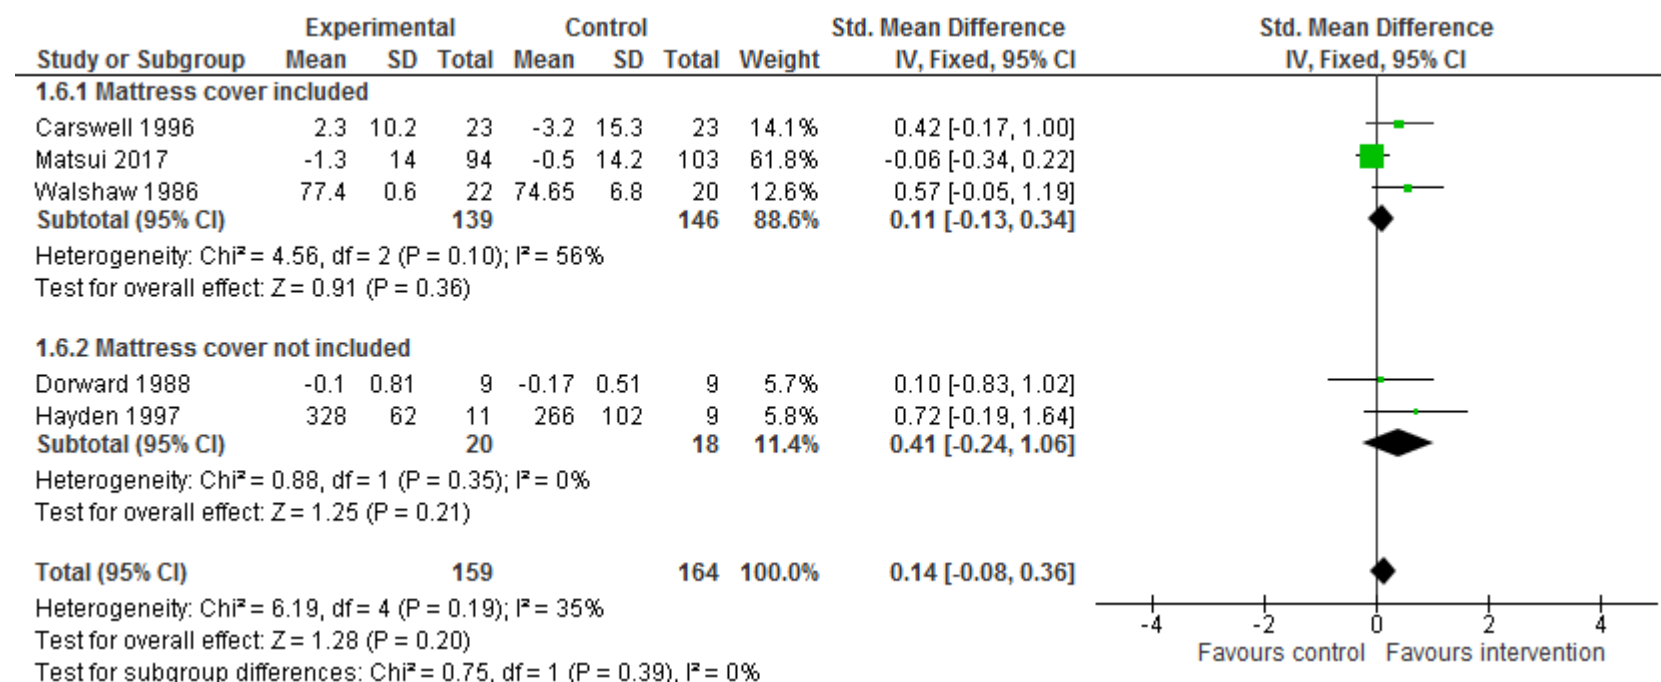 Experimental Control Std. Mean Difference Std. Mean Difference
Study or Subgroup Mean SD Total Mean SD Total Weight IV, Fixed, 95% CI IV, Fixed, 95% CI
1.6.1 Mattress cover included
Carswell 1996 2.3 10.2 23 -3.2 15.3 23 14.1% 0.42 [-0.17, 1.00]
Matsui 2017 -1.3 14 94 -0.5 14.2 103 61.8% -0.06 [-0.34, 0.22]
Walshaw 1986 77.4 0.6 22 74.65 6.8 20 12.6% 0.57 [-0.05, 1.19]
Subtotal (95% CI) 139 146 88.6% 0.11 [-0.13, 0.34]
Heterogeneity: Chi² = 4.56, df = 2 (P = 0.10); I² = 56%
Test for overall effect: Z = 0.91 (P = 0.36)
1.6.2 Mattress cover not included
Dorward 1988 -0.1 0.81 9 -0.17 0.51 9 5.7% 0.10 [-0.83, 1.02]
Hayden 1997 328 62 11 266 102 9 5.8% 0.72 [-0.19, 1.64]
Subtotal (95% CI) 20 18 11.4% 0.41 [-0.24, 1.06]
Heterogeneity: Chi² = 0.88, df = 1 (P = 0.35); I² = 0%
Test for overall effect: Z = 1.25 (P = 0.21)
Total (95% CI) 159 164 100.0% 0.14 [-0.08, 0.36]
Heterogeneity: Chi² = 6.19, df = 4 (P = 0.19); I² = 35%
Test for overall effect: Z = 1.28 (P = 0.20)
Test for subgroup differences: Chi² = 0.75, df = 1 (P = 0.39), I² = 0%
-4 -2 0 2 4
Favours control Favours intervention